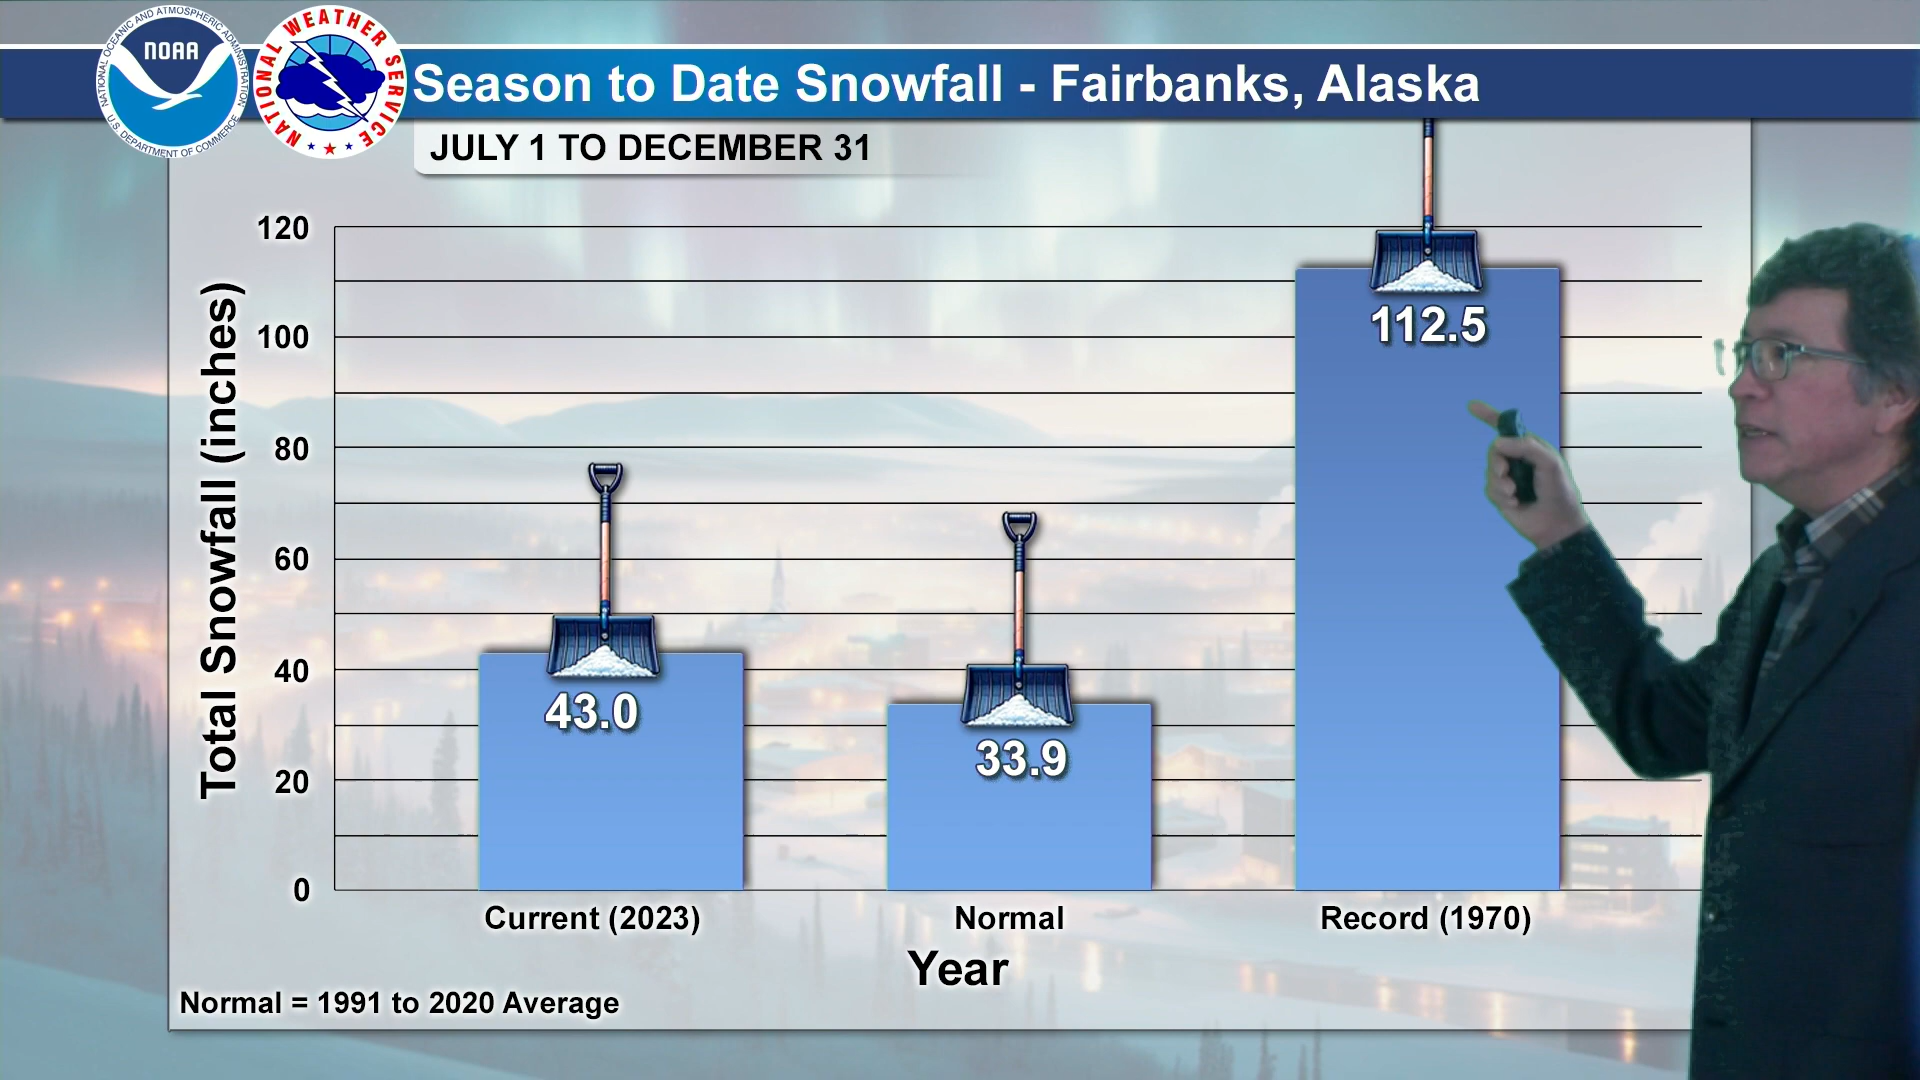 NATIONAL OCEANIC AND ATMOSPHERIC ADMINISTRATION
NOAA
U.S. DEPARTMENT OF COMMERCE
NATIONAL WEATHER SERVICE
Season to Date Snowfall - Fairbanks, Alaska
JULY 1 TO DECEMBER 31
Total Snowfall (inches)
120
100
80
60
40
20
0
43.0
33.9
112.5
Current (2023)
Normal
Record (1970)
Year
Normal = 1991 to 2020 Average